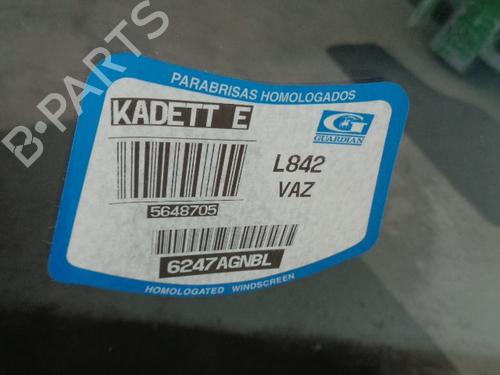 B-PARTS
PARABRISAS HOMOLOGADOS
KADETT E
G
GUARDIAN
L842
VAZ
5648705
6247AGNBL
HOMOLOGATED WINDSCREEN